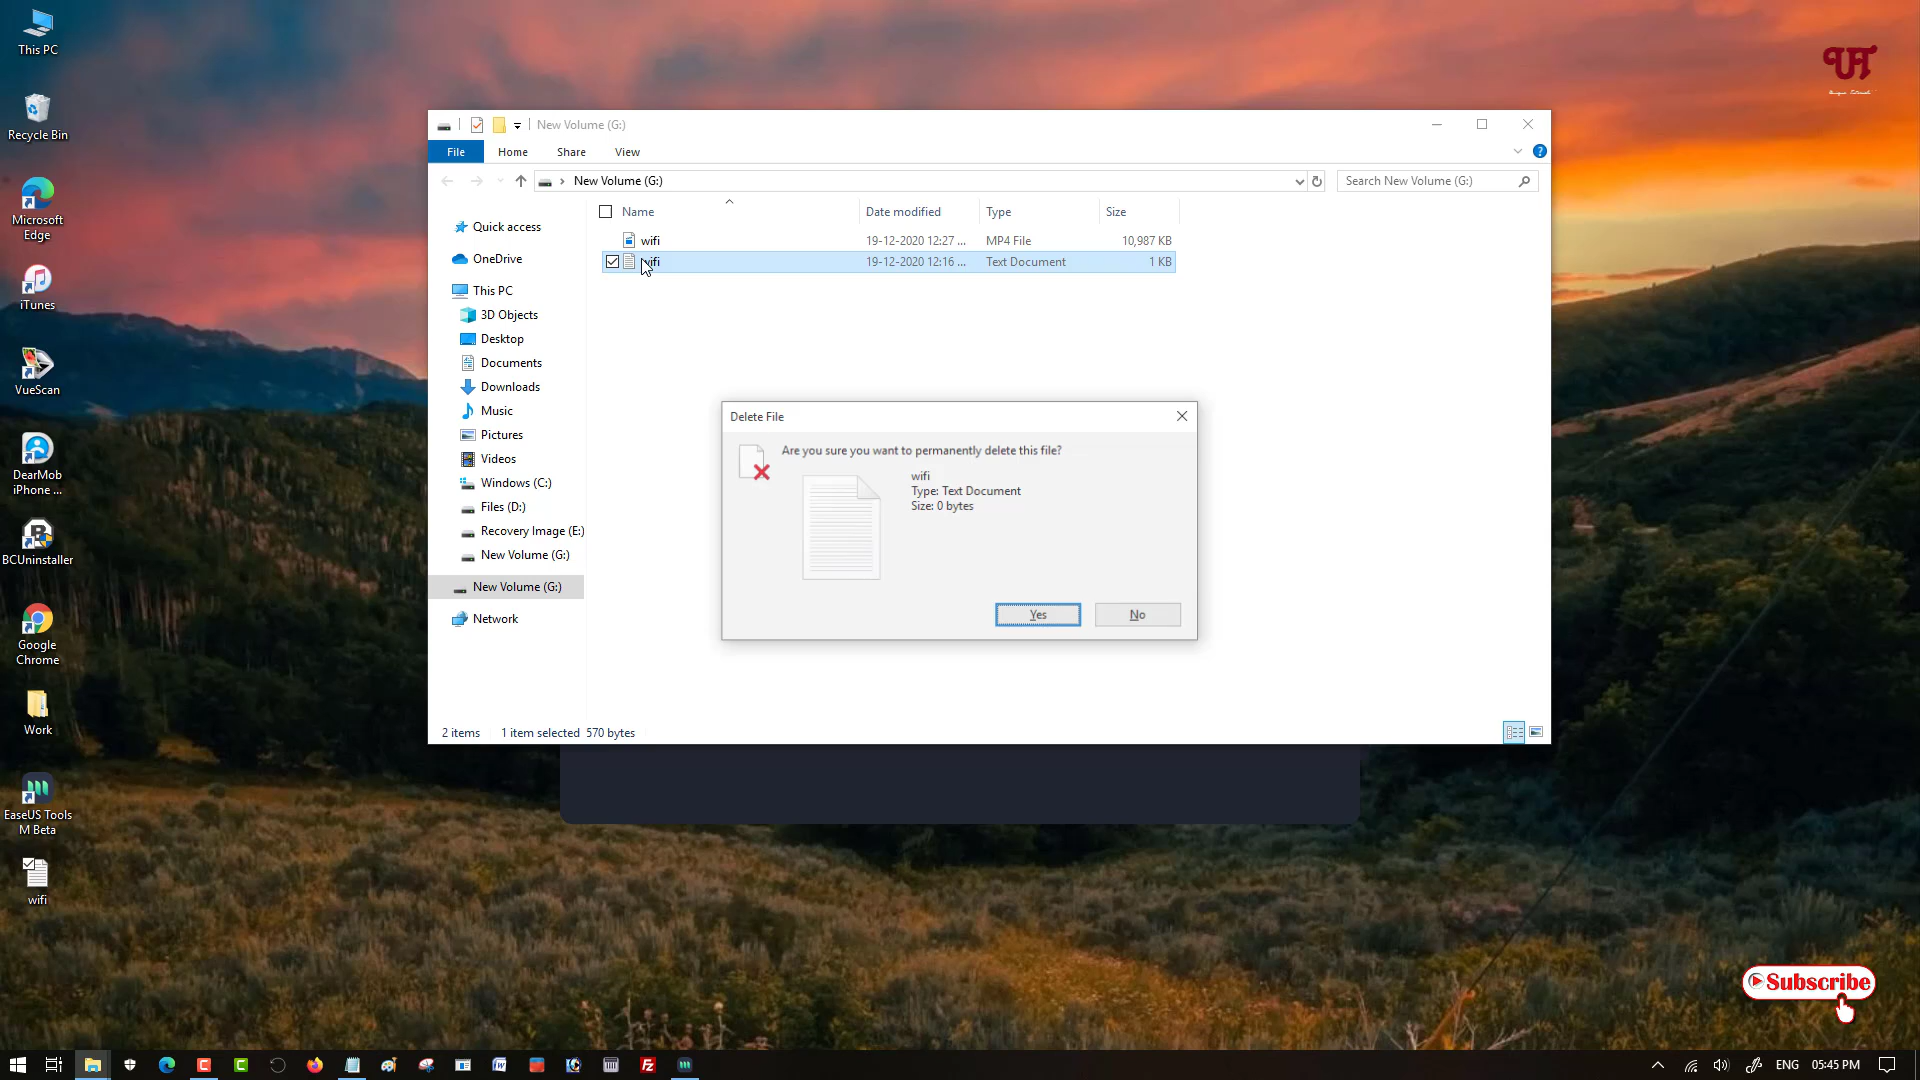 This PC
Recycle Bin
Microsoft
Edge
iTunes
VueScan
DearMob
iPhone ...
BCUninstaller
Google
Chrome
Work
EaseUS Tools
M Beta
wifi
New Volume (G:)
File Home Share View
New Volume (G:)
Search New Volume (G:)
Name Date modified Type Size
wifi 19-12-2020 12:27 ... MP4 File 10,987 KB
wifi 19-12-2020 12:16 ... Text Document 1 KB
Quick access
OneDrive
This PC
3D Objects
Desktop
Documents
Downloads
Music
Pictures
Videos
Windows (C:)
Files (D:)
Recovery Image (E:)
New Volume (G:)
New Volume (G:)
Network
2 items 1 item selected 570 bytes
Delete File
Are you sure you want to permanently delete this file?
wifi
Type: Text Document
Size: 0 bytes
Yes No
UT
Subscribe
ENG 05:45 PM